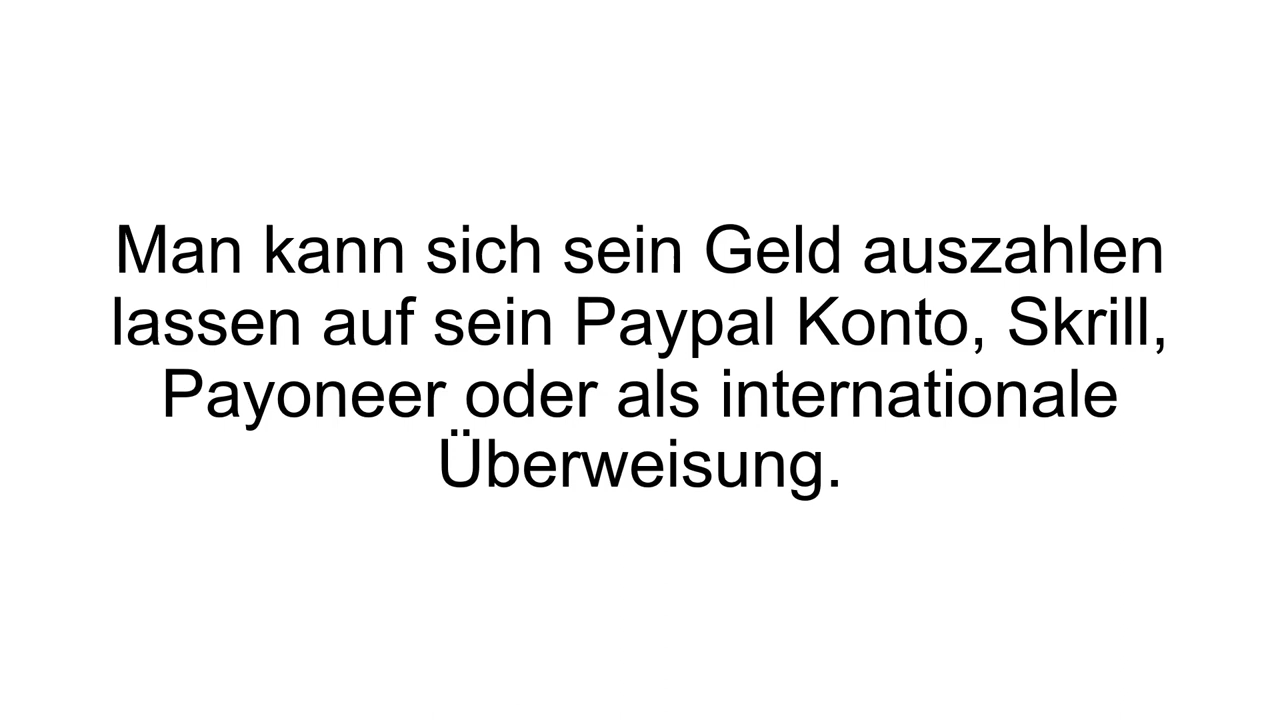 Man kann sich sein Geld auszahlen
lassen auf sein Paypal Konto, Skrill,
Payoneer oder als internationale
Überweisung.